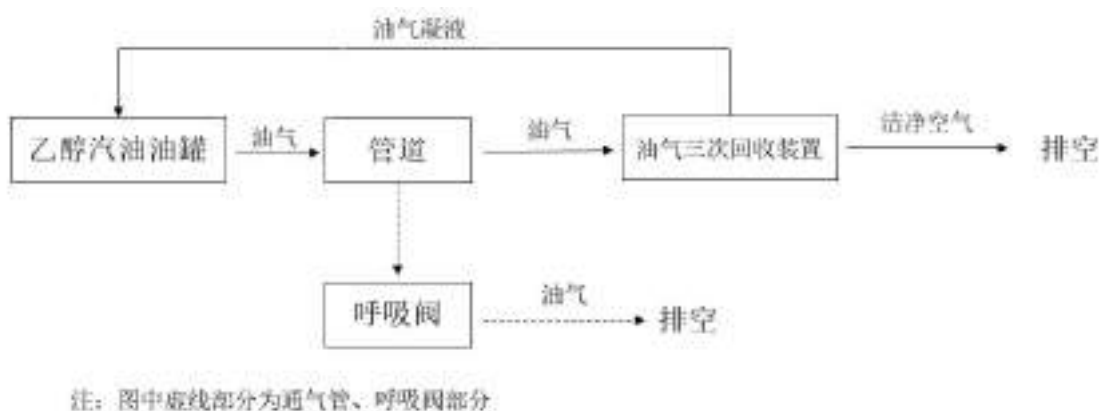 油气凝液
乙醇汽油油罐
油气
管道
油气
油气三次回收装置
洁净空气
排空
呼吸阀
油气
排空
注：图中虚线部分为通气管、呼吸阀部分